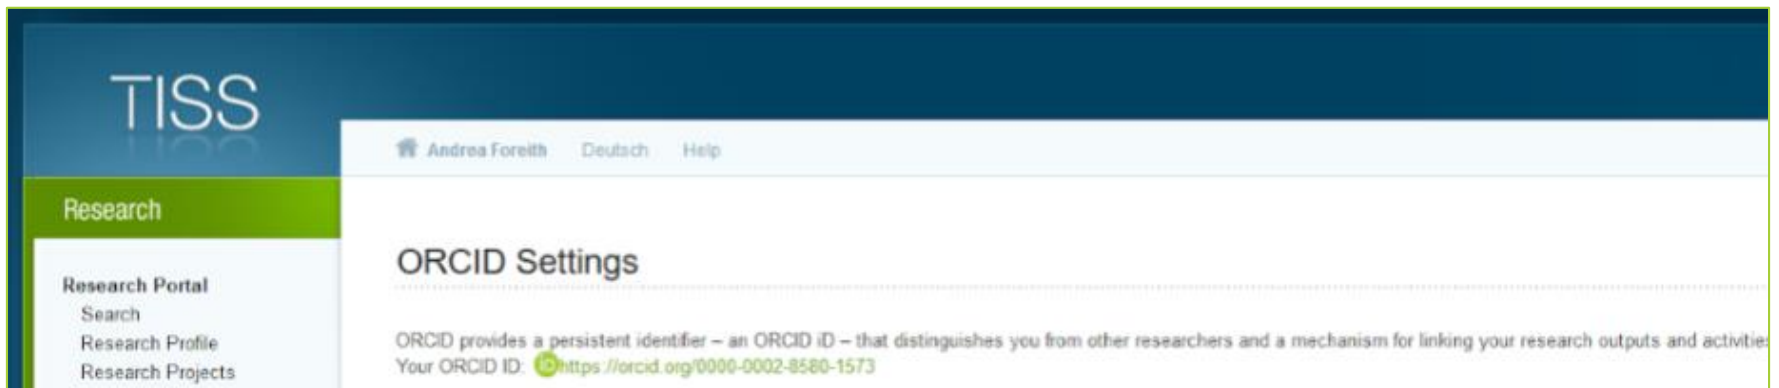 TISS
Andrea Foreith Deutsch Help
Research
ORCID Settings
Research Portal
Search
Research Profile
Research Projects
ORCID provides a persistent identifier – an ORCID iD – that distinguishes you from other researchers and a mechanism for linking your research outputs and activities
Your ORCID ID: iD https://orcid.org/0000-0002-8580-1573